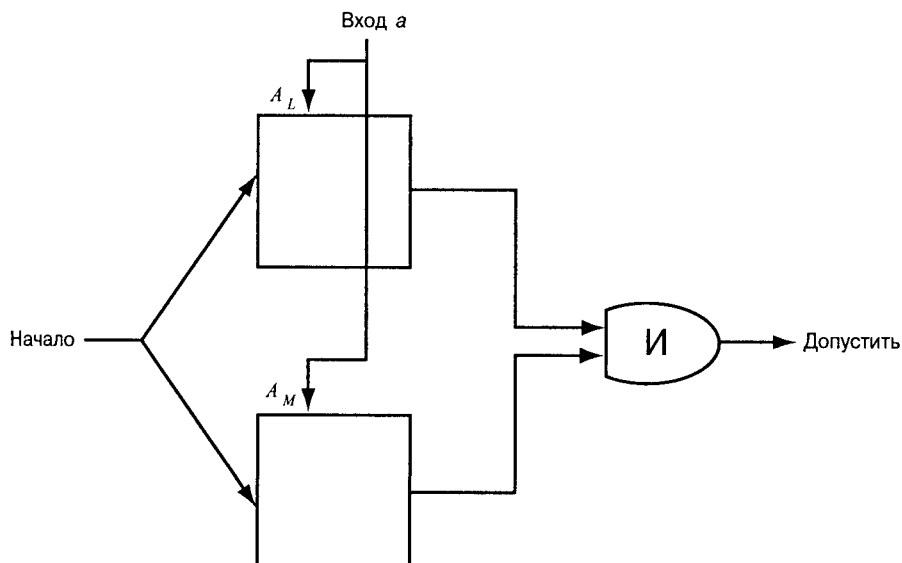 Вход a
A_L
Начало
И
Допустить
A_M